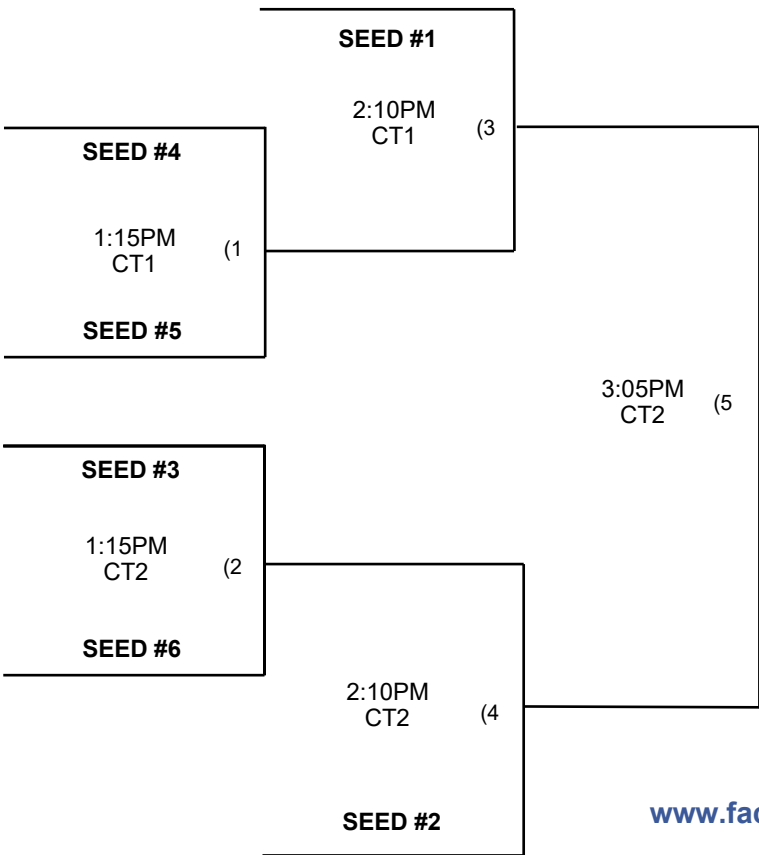 SEED #1
2:10PM
CT1 (3
SEED #4
1:15PM
CT1 (1
SEED #5
3:05PM
CT2 (5
SEED #3
1:15PM
CT2 (2
SEED #6
2:10PM
CT2 (4
SEED #2